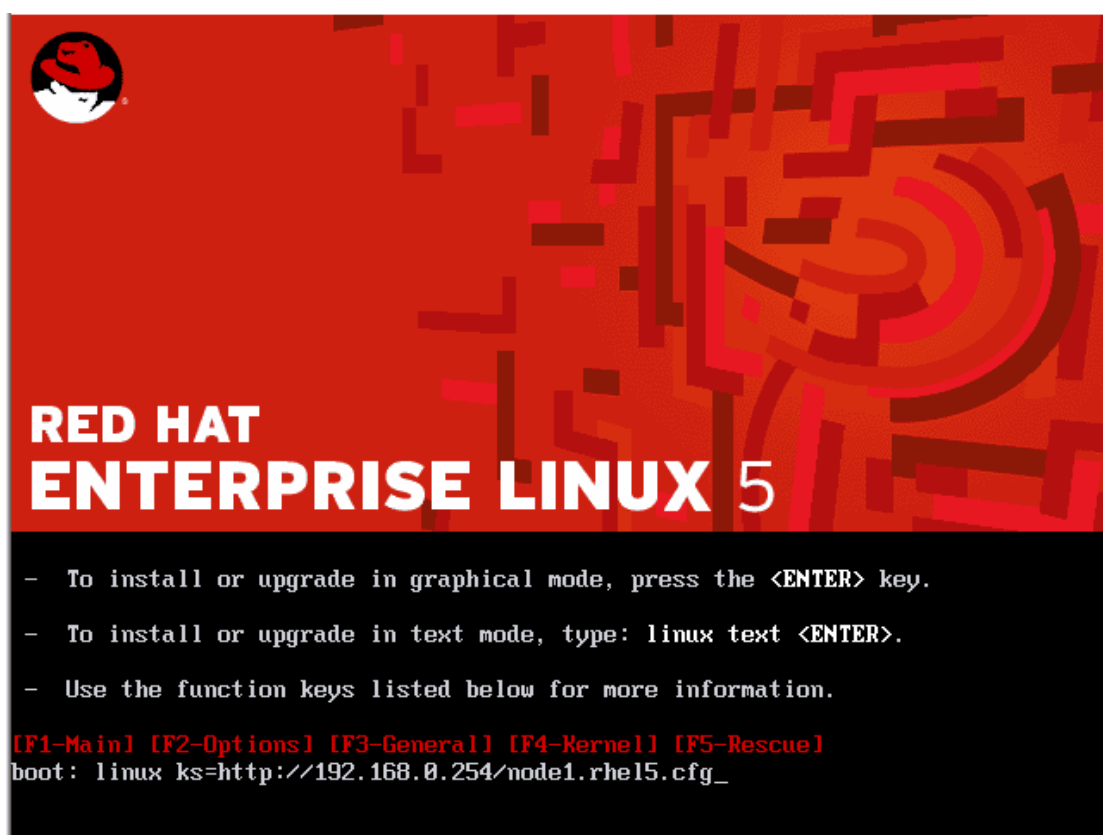 RED HAT
ENTERPRISE LINUX 5
- To install or upgrade in graphical mode, press the <ENTER> key.
- To install or upgrade in text mode, type: linux text <ENTER>.
- Use the function keys listed below for more information.
[F1-Main] [F2-Options] [F3-General] [F4-Kernel] [F5-Rescue]
boot: linux ks=http://192.168.0.254/node1.rhel5.cfg_